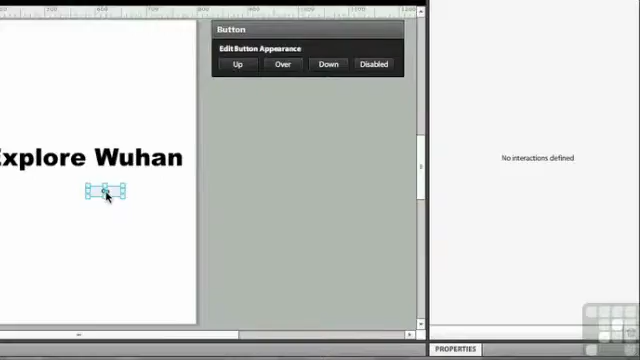 Button
Edit Button Appearance
Up
Over
Down
Disabled
Explore Wuhan
No interactions defined
PROPERTIES